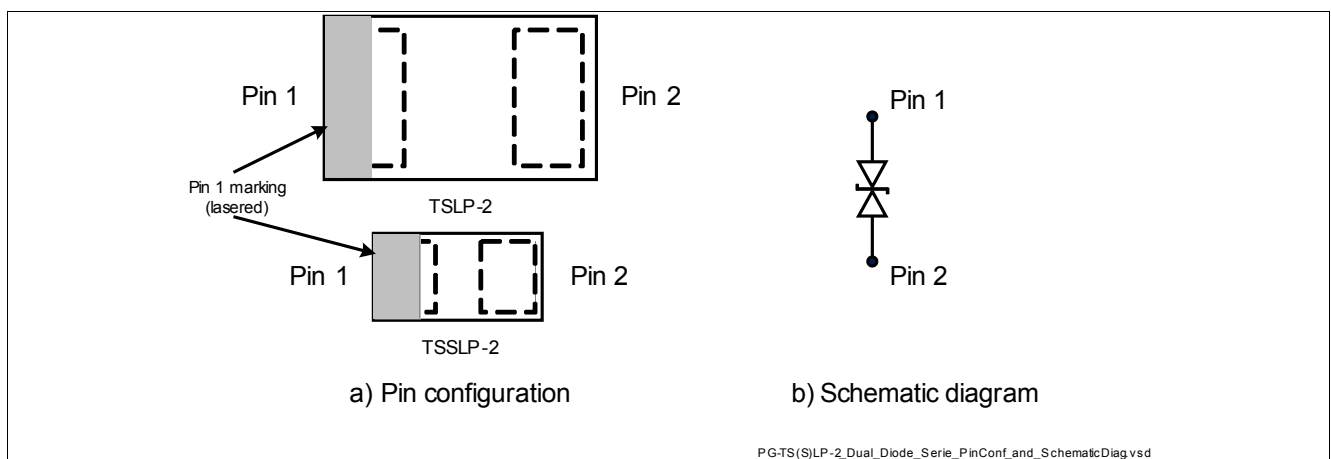 Pin 1
Pin 2
Pin 1 marking
(lasered)
TSLP-2
Pin 1
Pin 2
TSSLP-2
a) Pin configuration
Pin 1
Pin 2
b) Schematic diagram
PG-TS(S)LP-2_Dual_Diode_Serie_PinConf_and_SchematicDiag.vsd